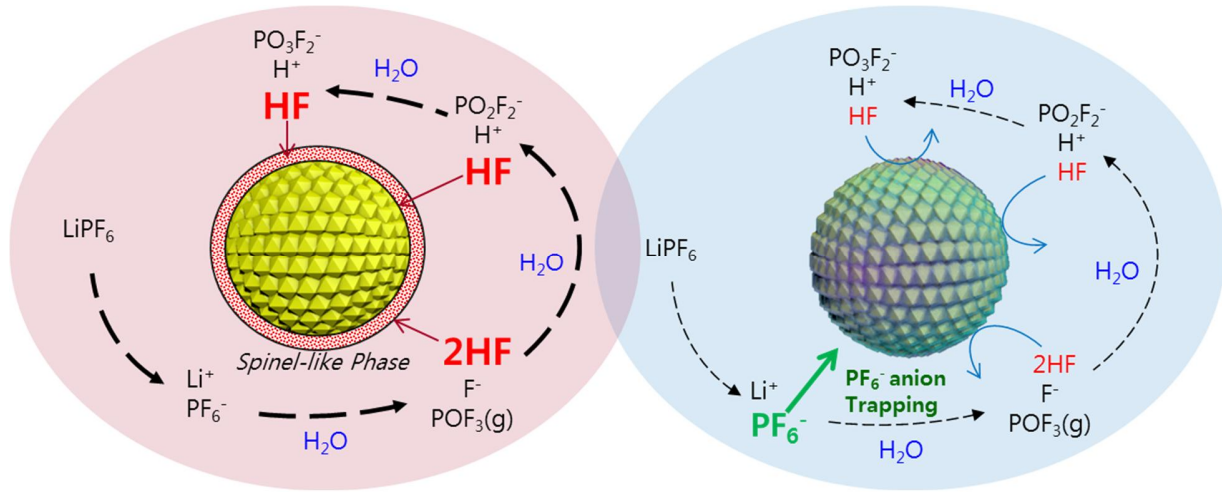 PO₃F₂⁻
H⁺
HF
H₂O
PO₂F₂⁻
H⁺
HF
LiPF₆
H₂O
Spinel-like Phase
2HF
F⁻
POF₃(g)
Li⁺
PF₆⁻
H₂O
PO₃F₂⁻
H⁺
HF
H₂O
PO₂F₂⁻
H⁺
HF
LiPF₆
H₂O
PF₆⁻ anion
Trapping
2HF
F⁻
POF₃(g)
Li⁺
PF₆⁻
H₂O